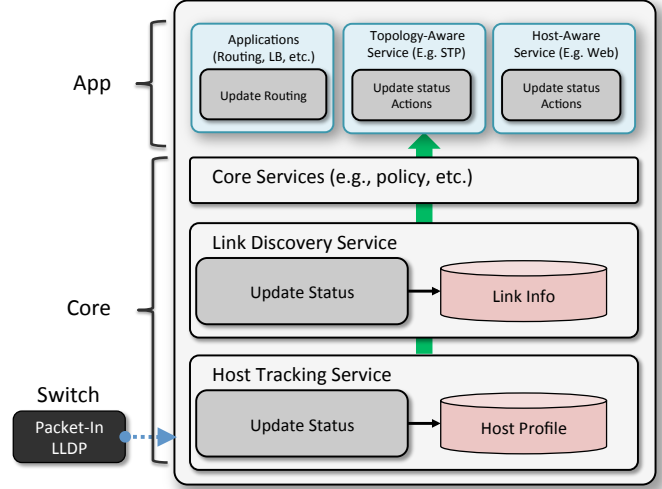 App
Applications
(Routing, LB, etc.)
Update Routing
Topology-Aware
Service (E.g. STP)
Update status
Actions
Host-Aware
Service (E.g. Web)
Update status
Actions
Core
Core Services (e.g., policy, etc.)
Link Discovery Service
Update Status
Link Info
Host Tracking Service
Update Status
Host Profile
Switch
Packet-In
LLDP